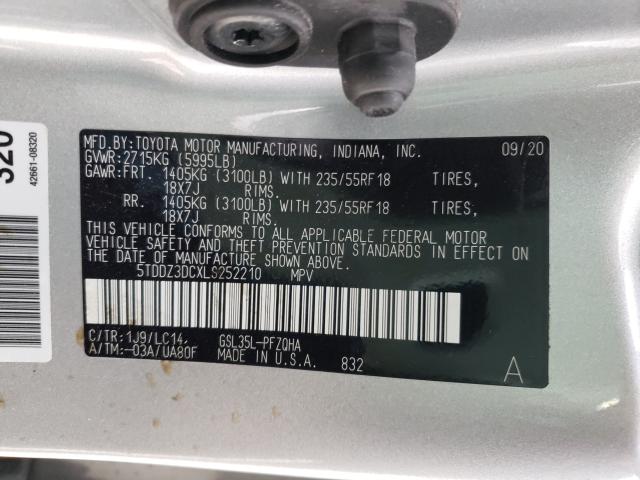 MFD.BY:TOYOTA MOTOR MANUFACTURING, INDIANA, INC. 09/20
GVWR:2715KG (5995LB)
GAWR:FRT. 1405KG (3100LB) WITH 235/55RF18 TIRES,
18X7J RIMS.
RR. 1405KG (3100LB) WITH 235/55RF18 TIRES,
18X7J RIMS.
THIS VEHICLE CONFORMS TO ALL APPLICABLE FEDERAL MOTOR
VEHICLE SAFETY AND THEFT PREVENTION STANDARDS IN EFFECT ON
THE DATE OF MANUFACTURE SHOWN ABOVE.
5TDDZ3DCXLS252210 MPV
C/TR:1J9/LC14, GSL35L-PFZQHA
A/TM:-03A/UA80F MADE IN U.S.A. 832
A
320
42661-08320